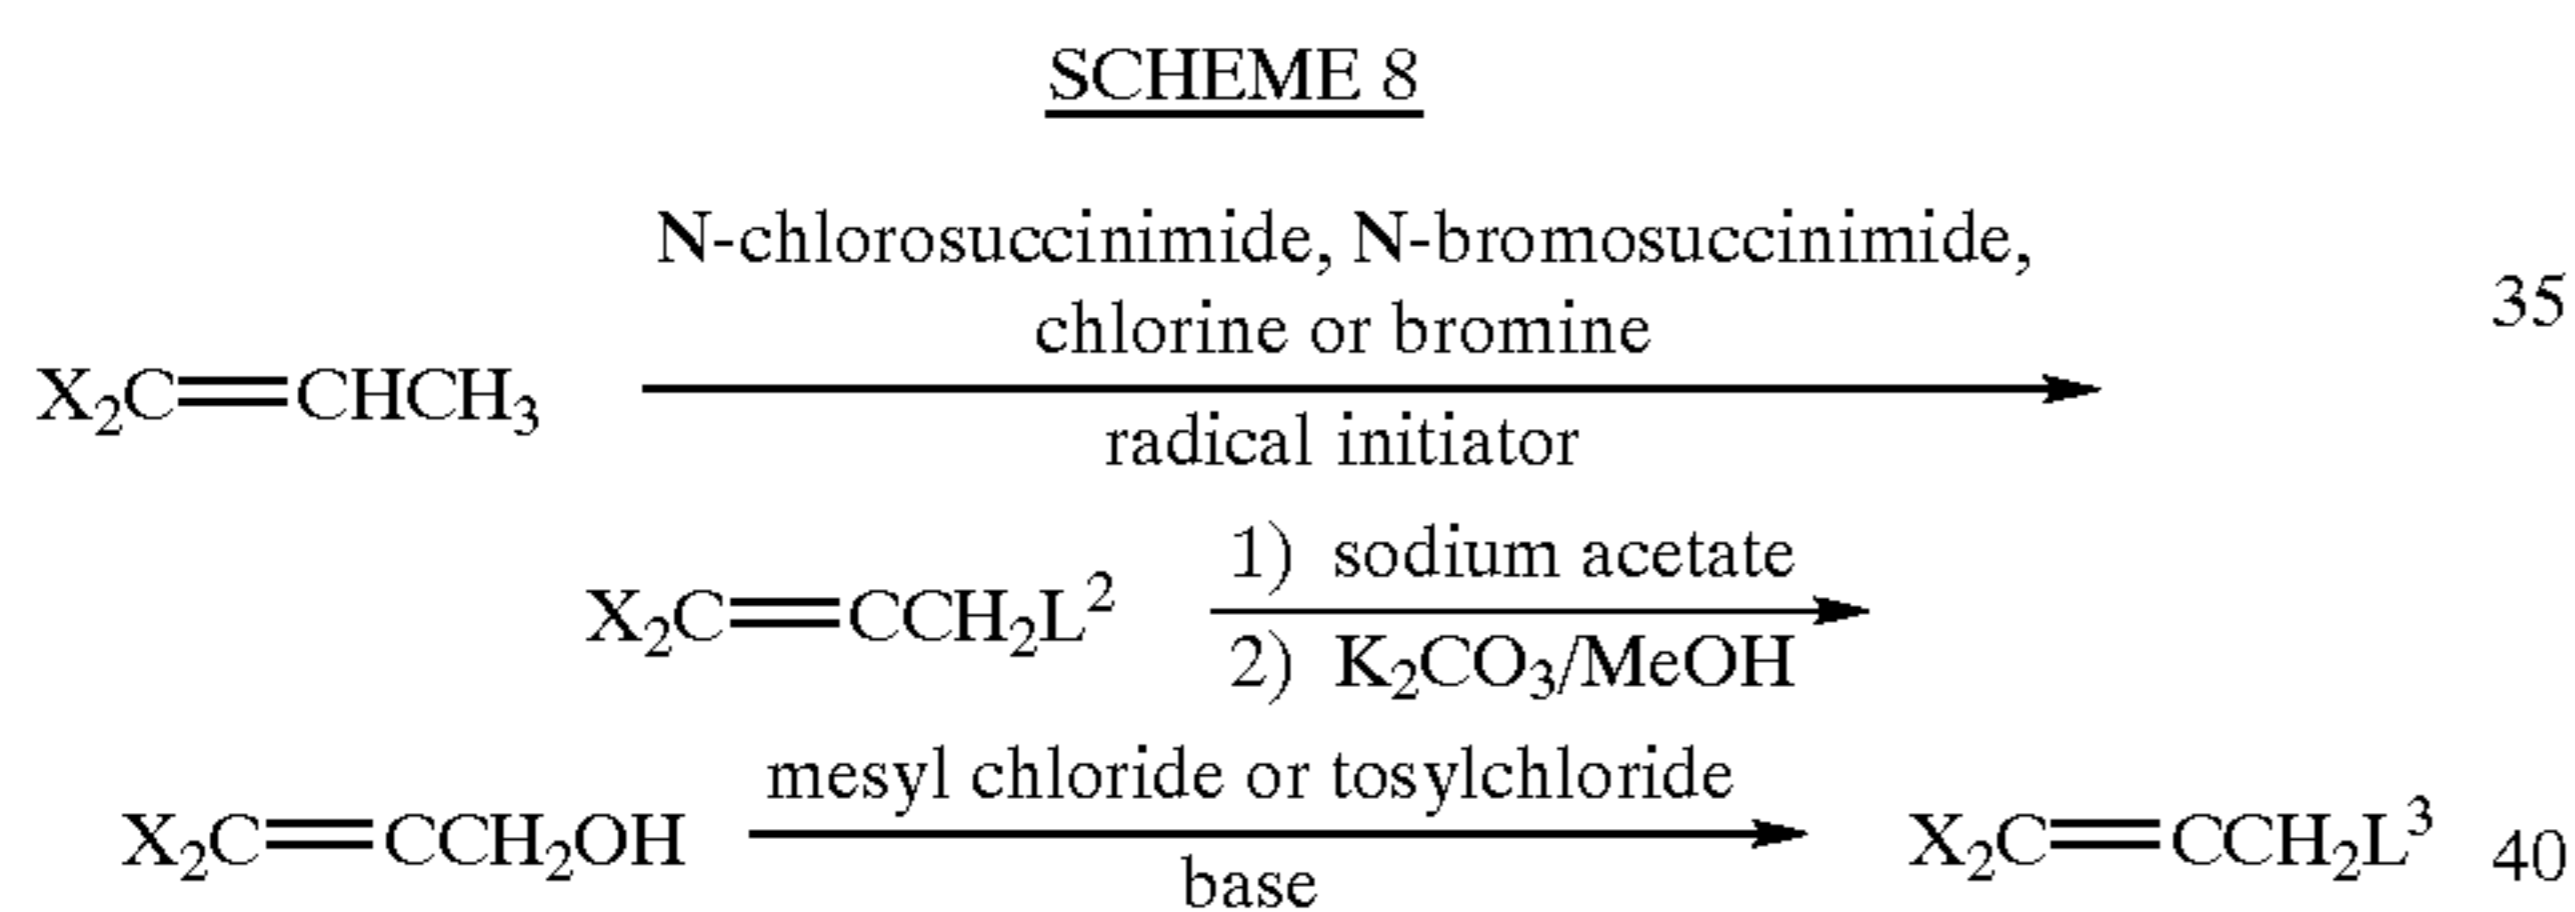 SCHEME 8
N-chlorosuccinimide, N-bromosuccinimide,
chlorine or bromine
35
X₂C=CHCH₃
radical initiator
X₂C=CCH₂L²
1) sodium acetate
2) K₂CO₃/MeOH
X₂C=CCH₂OH
mesyl chloride or tosylchloride
base
X₂C=CCH₂L³
40